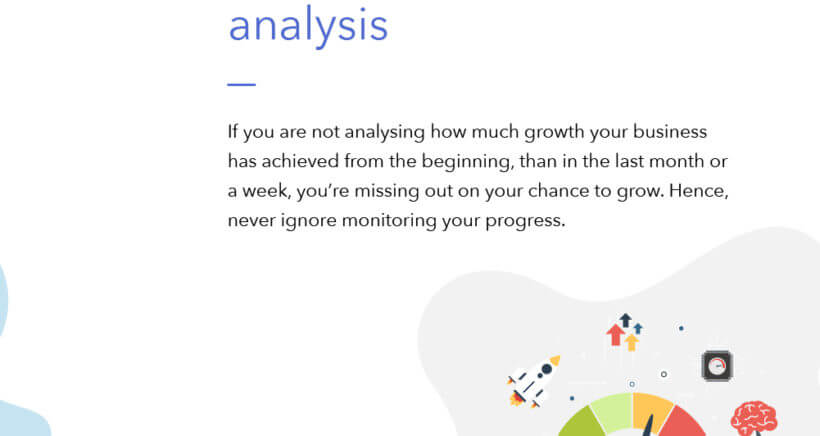 analysis
If you are not analysing how much growth your business
has achieved from the beginning, than in the last month or
a week, you’re missing out on your chance to grow. Hence,
never ignore monitoring your progress.